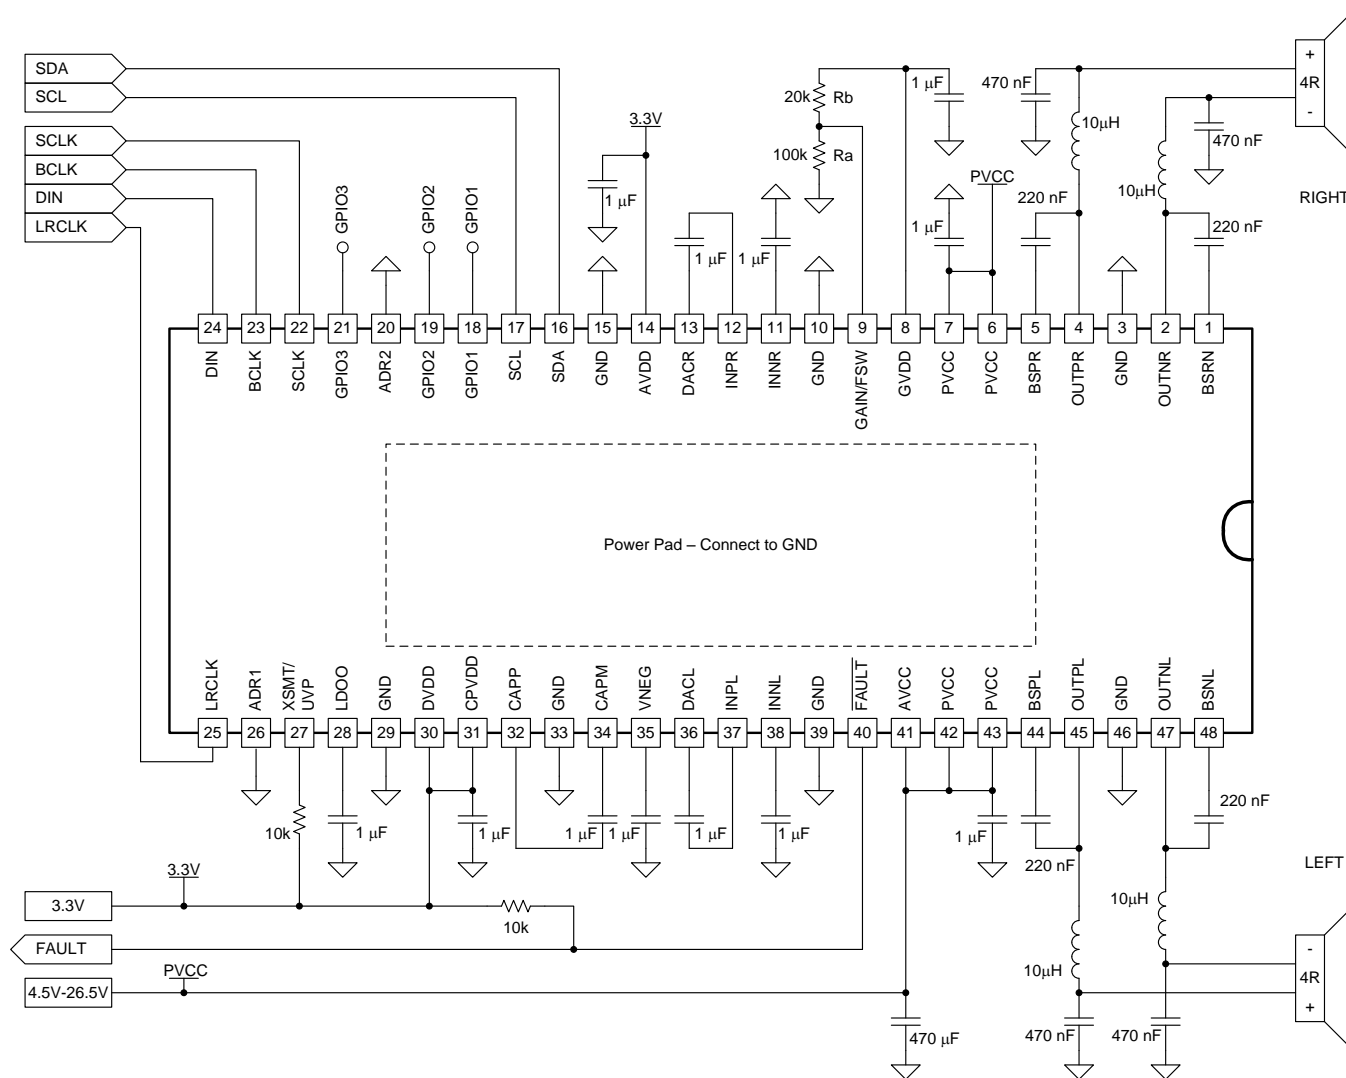 SDA
SCL
SCLK
BCLK
DIN
LRCLK
GPIO3
GPIO2
GPIO1
3.3V
1 µF
1 µF
1 µF
20k
Rb
100k
Ra
1 µF
1 µF
PVCC
470 nF
10µH
220 nF
10µH
470 nF
220 nF
+
4R
-
RIGHT
24
23
22
21
20
19
18
17
16
15
14
13
12
11
10
9
8
7
6
5
4
3
2
1
DIN
BCLK
SCLK
GPIO3
ADR2
GPIO2
GPIO1
SCL
SDA
GND
AVDD
DACR
INPR
INNR
GND
GAIN/FSW
GVDD
PVCC
PVCC
BSPR
OUTPR
GND
OUTNR
BSRN
Power Pad – Connect to GND
LRCLK
ADR1
XSMT/
UVP
LDOO
GND
DVDD
CPVDD
CAPP
GND
CAPM
VNEG
DACL
INPL
INNL
GND
FAULT
AVCC
PVCC
PVCC
BSPL
OUTPL
GND
OUTNL
BSNL
25
26
27
28
29
30
31
32
33
34
35
36
37
38
39
40
41
42
43
44
45
46
47
48
10k
1 µF
1 µF
1 µF
1 µF
1 µF
1 µF
1 µF
220 nF
220 nF
3.3V
3.3V
10k
FAULT
PVCC
4.5V-26.5V
470 µF
10µH
10µH
470 nF
470 nF
LEFT
-
4R
+